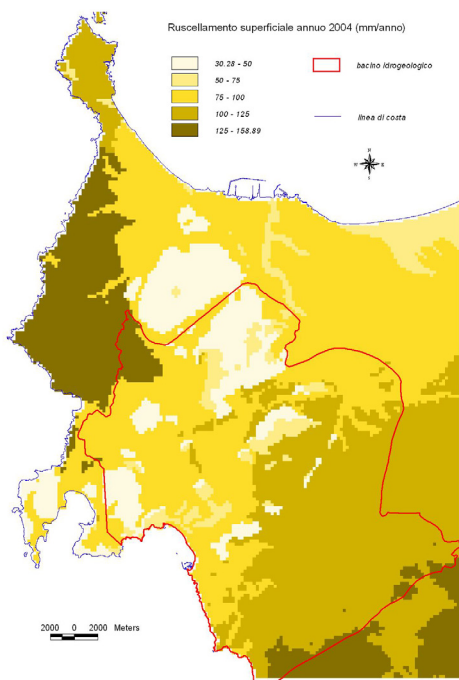 Ruscellamento superficiale annuo 2004 (mm/anno)
30.28 - 50
50 - 75
75 - 100
100 - 125
125 - 158.89
bacino idrogeologico
linea di costa
N
W E
S
2000 0 2000 Meters